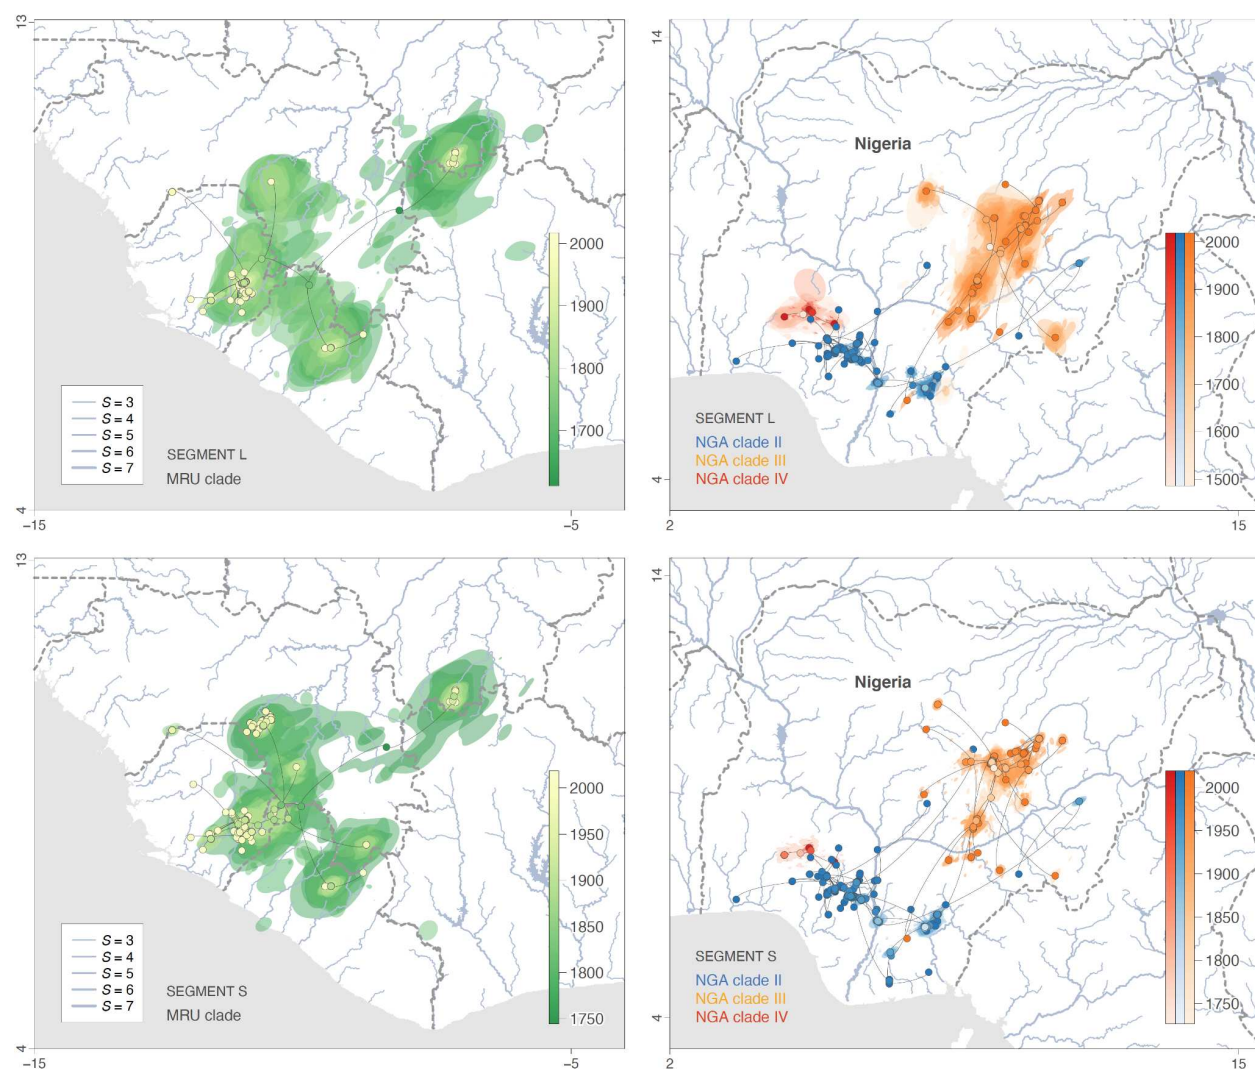 13
4
-15
-5
S = 3
S = 4
S = 5
S = 6
S = 7
SEGMENT L
MRU clade
2000
1900
1800
1700
14
4
2
15
Nigeria
SEGMENT L
NGA clade II
NGA clade III
NGA clade IV
2000
1900
1800
1700
1600
1500
13
4
-15
-5
S = 3
S = 4
S = 5
S = 6
S = 7
SEGMENT S
MRU clade
2000
1950
1900
1850
1800
1750
14
4
2
15
Nigeria
SEGMENT S
NGA clade II
NGA clade III
NGA clade IV
2000
1950
1900
1850
1800
1750